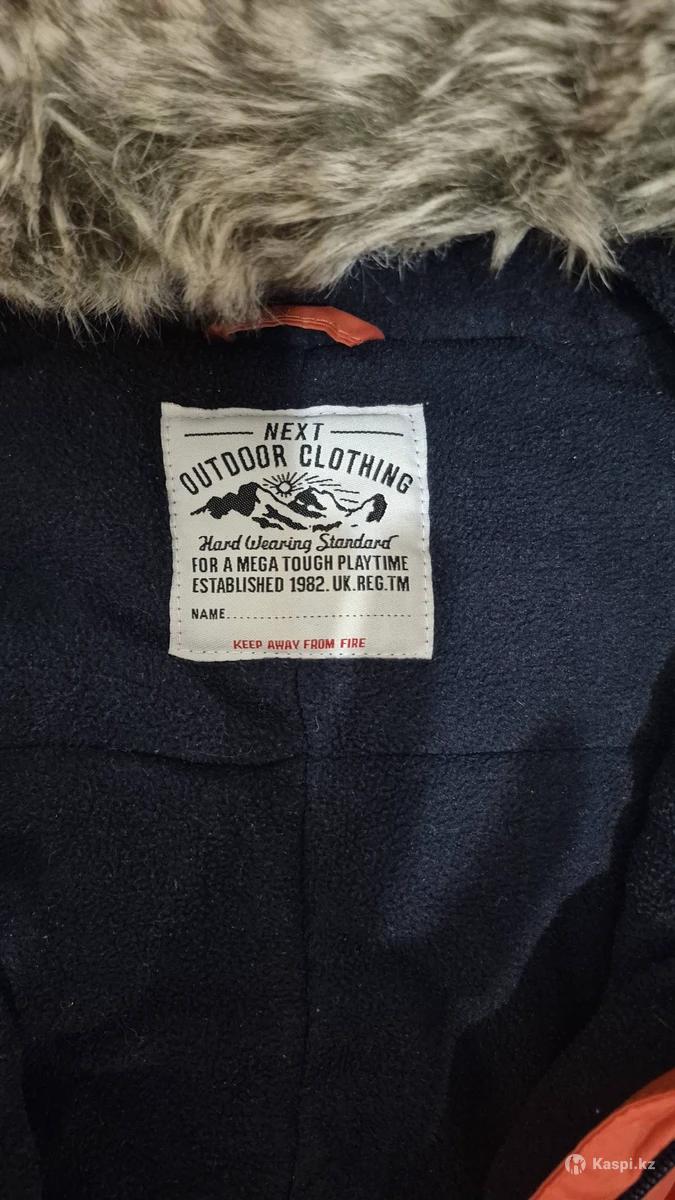 NEXT
OUTDOOR CLOTHING
Hard Wearing Standard
FOR A MEGA TOUGH PLAYTIME
ESTABLISHED 1982. UK.REG.TM
NAME..............................
KEEP AWAY FROM FIRE
Kaspi.kz